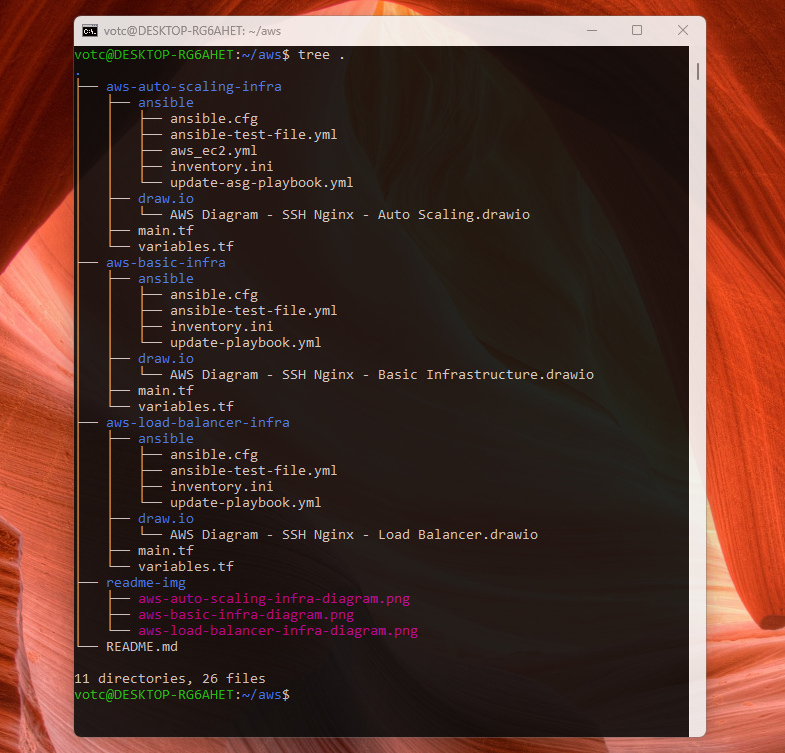 votc@DESKTOP-RG6AHET: ~/aws
votc@DESKTOP-RG6AHET:~/aws$ tree .
.
├── aws-auto-scaling-infra
│   ├── ansible
│   │   ├── ansible.cfg
│   │   ├── ansible-test-file.yml
│   │   ├── aws_ec2.yml
│   │   ├── inventory.ini
│   │   └── update-asg-playbook.yml
│   ├── draw.io
│   │   └── AWS Diagram - SSH Nginx - Auto Scaling.drawio
│   ├── main.tf
│   └── variables.tf
├── aws-basic-infra
│   ├── ansible
│   │   ├── ansible.cfg
│   │   ├── ansible-test-file.yml
│   │   ├── inventory.ini
│   │   └── update-playbook.yml
│   ├── draw.io
│   │   └── AWS Diagram - SSH Nginx - Basic Infrastructure.drawio
│   ├── main.tf
│   └── variables.tf
├── aws-load-balancer-infra
│   ├── ansible
│   │   ├── ansible.cfg
│   │   ├── ansible-test-file.yml
│   │   ├── inventory.ini
│   │   └── update-playbook.yml
│   ├── draw.io
│   │   └── AWS Diagram - SSH Nginx - Load Balancer.drawio
│   ├── main.tf
│   └── variables.tf
├── readme-img
│   ├── aws-auto-scaling-infra-diagram.png
│   ├── aws-basic-infra-diagram.png
│   └── aws-load-balancer-infra-diagram.png
└── README.md
11 directories, 26 files
votc@DESKTOP-RG6AHET:~/aws$